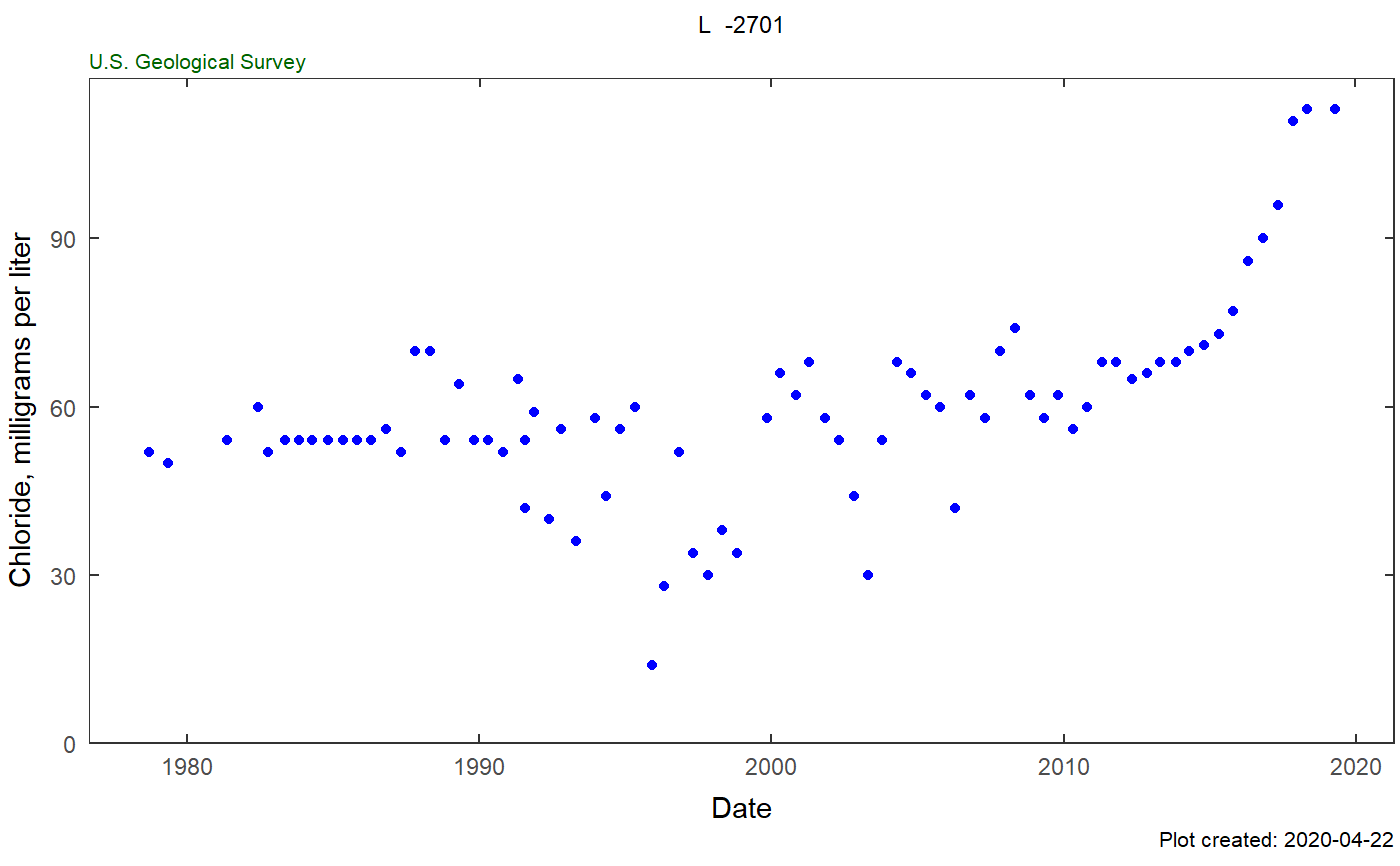 L  -2701
U.S. Geological Survey
Chloride, milligrams per liter
90
60
30
0
1980 1990 2000 2010 2020
Date
Plot created: 2020-04-22